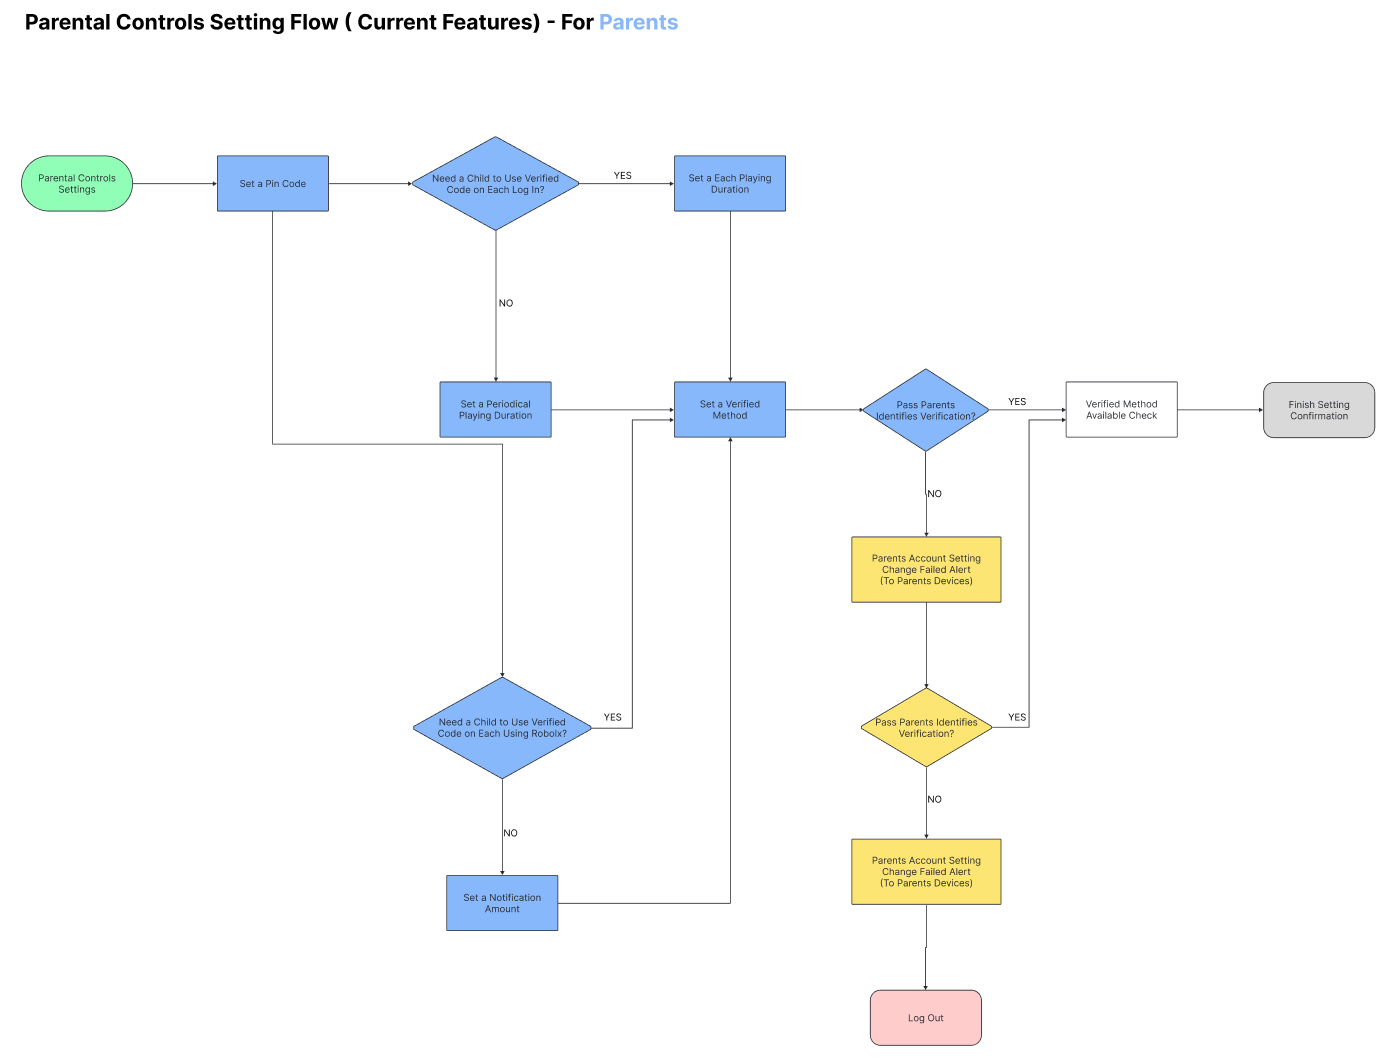 Parental Controls Setting Flow ( Current Features) - For Parents
Parental Controls
Settings
Set a Pin Code
Need a Child to Use Verified
Code on Each Log In?
YES
Set a Each Playing
Duration
NO
Set a Periodical
Playing Duration
Set a Verified
Method
Pass Parents
Identifies Verification?
YES
Verified Method
Available Check
Finish Setting
Confirmation
NO
Parents Account Setting
Change Failed Alert
(To Parents Devices)
Need a Child to Use Verified
Code on Each Using Robolx?
YES
Pass Parents Identifies
Verification?
YES
NO
NO
Set a Notification
Amount
Parents Account Setting
Change Failed Alert
(To Parents Devices)
Log Out